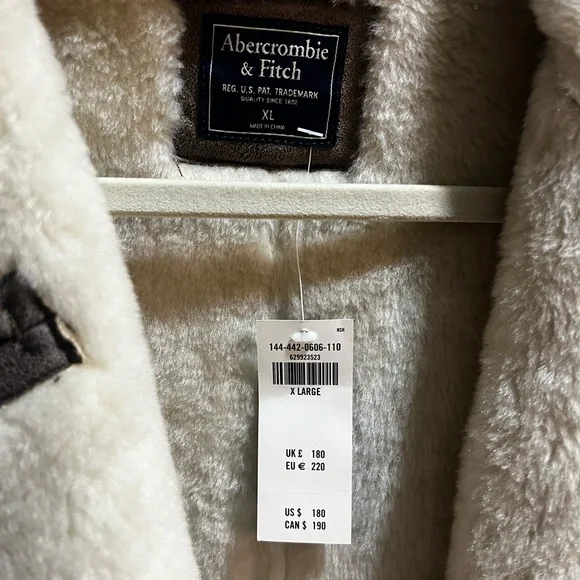 Abercrombie
& Fitch
REG. U.S. PAT. TRADEMARK
QUALITY SINCE 1892
XL
MADE IN CHINA
NSH
144-442-0606-110
629923523
X LARGE
UK £ 180
EU € 220
US $ 180
CAN $ 190